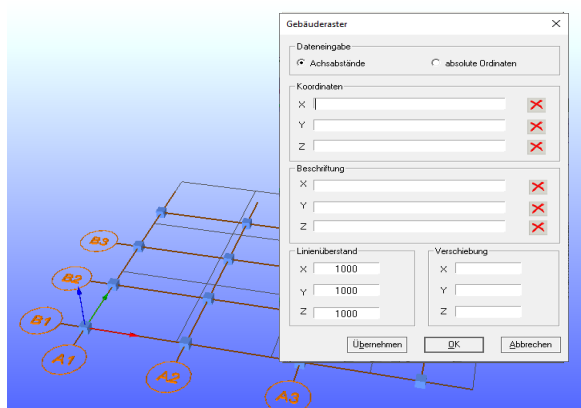 Gebäuderaster
Dateneingabe
Achsabstände absolute Ordinaten
Koordinaten
X
Y
Z
Beschriftung
X
Y
Z
Linienüberstand Verschiebung
X 1000 X
Y 1000 Y
Z 1000 Z
Übernehmen OK Abbrechen
B3
B2
B1
A1
A2
A3